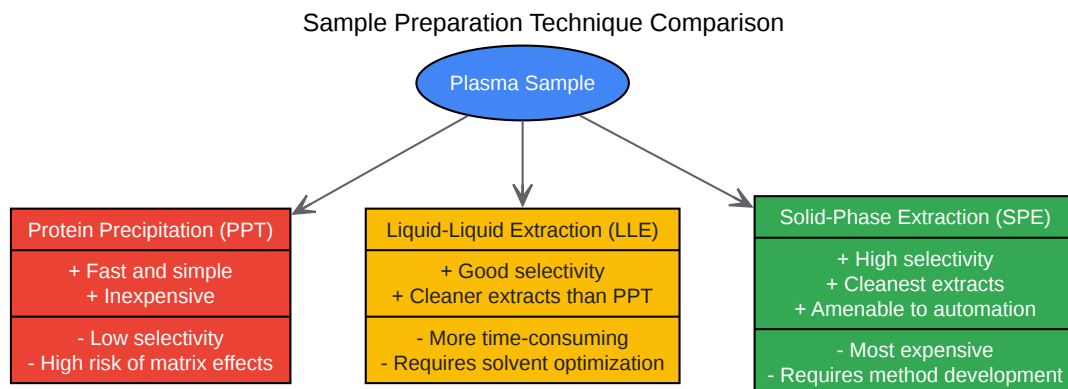 Sample Preparation Technique Comparison
Plasma Sample
Protein Precipitation (PPT)
+ Fast and simple
+ Inexpensive
- Low selectivity
- High risk of matrix effects
Liquid-Liquid Extraction (LLE)
+ Good selectivity
+ Cleaner extracts than PPT
- More time-consuming
- Requires solvent optimization
Solid-Phase Extraction (SPE)
+ High selectivity
+ Cleanest extracts
+ Amenable to automation
- Most expensive
- Requires method development